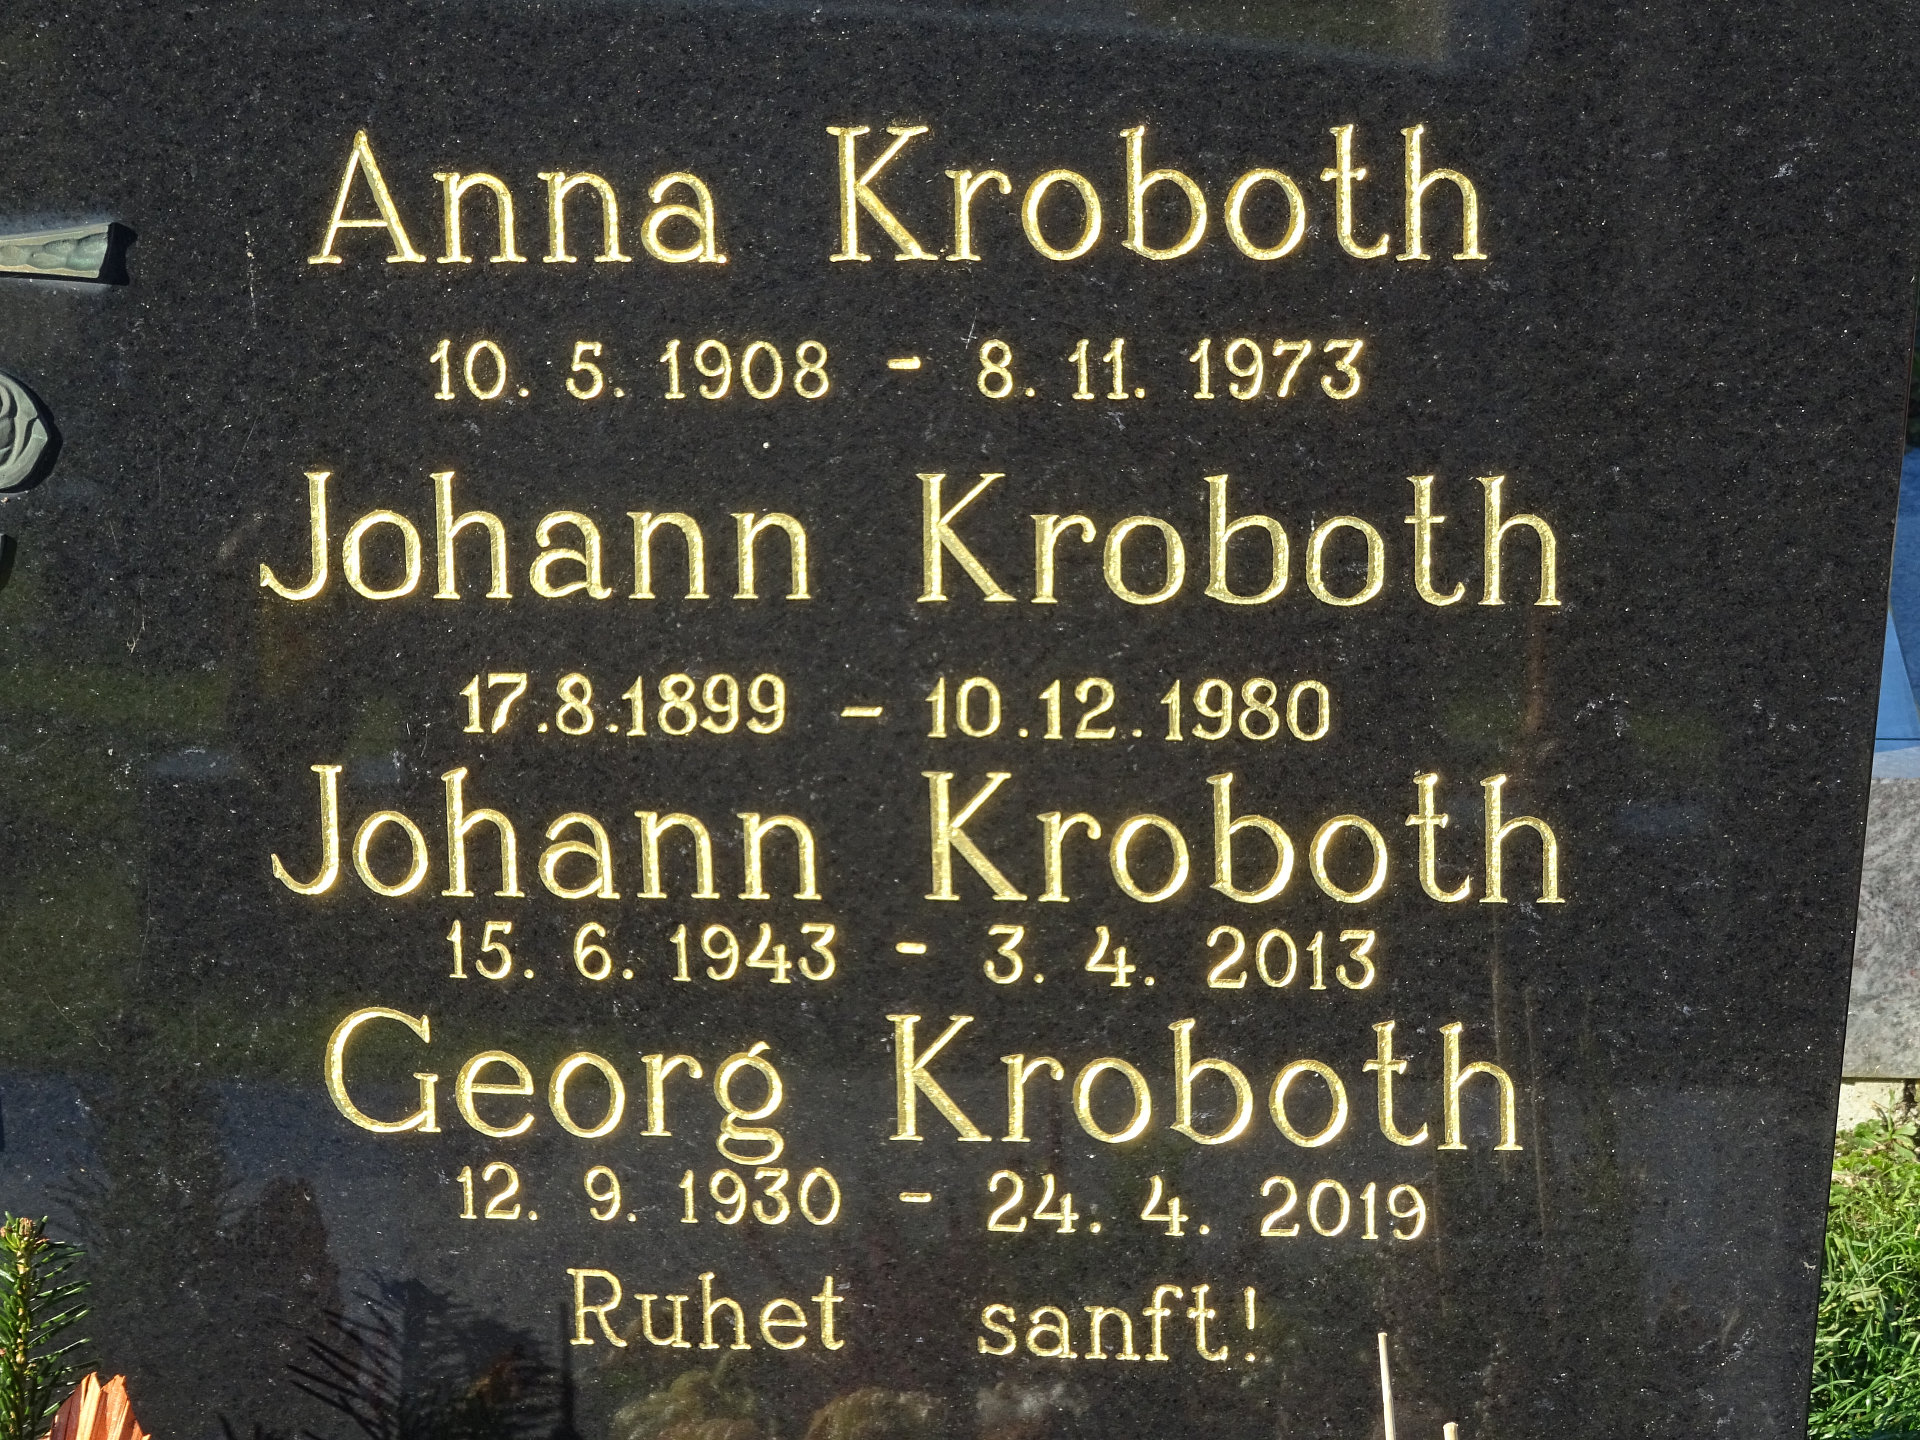 Anna Kroboth
10. 5. 1908 - 8. 11. 1973
Johann Kroboth
17.8.1899 - 10.12.1980
Johann Kroboth
15. 6. 1943 - 3. 4. 2013
Georg Kroboth
12. 9. 1930 - 24. 4. 2019
Ruhet sanft!